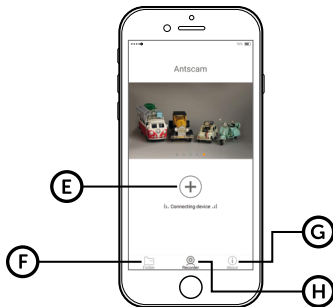 Antscam
E
Connecting device
F
G
Folder
Recorder
About
H